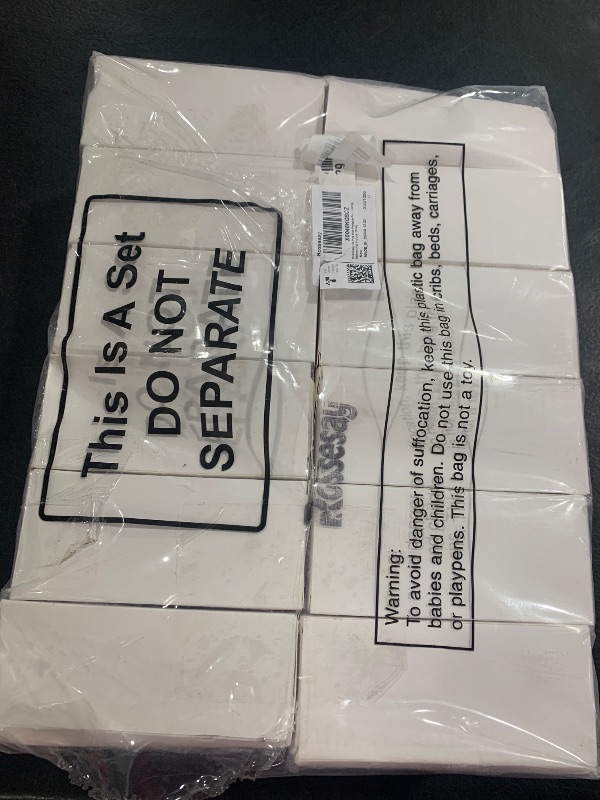 This Is A Set
DO NOT
SEPARATE
Rossesay
Rossesay
Warning:
To avoid danger of suffocation, keep this plastic bag away from
babies and children. Do not use this bag in cribs, beds, carriages,
or playpens. This bag is not a toy.